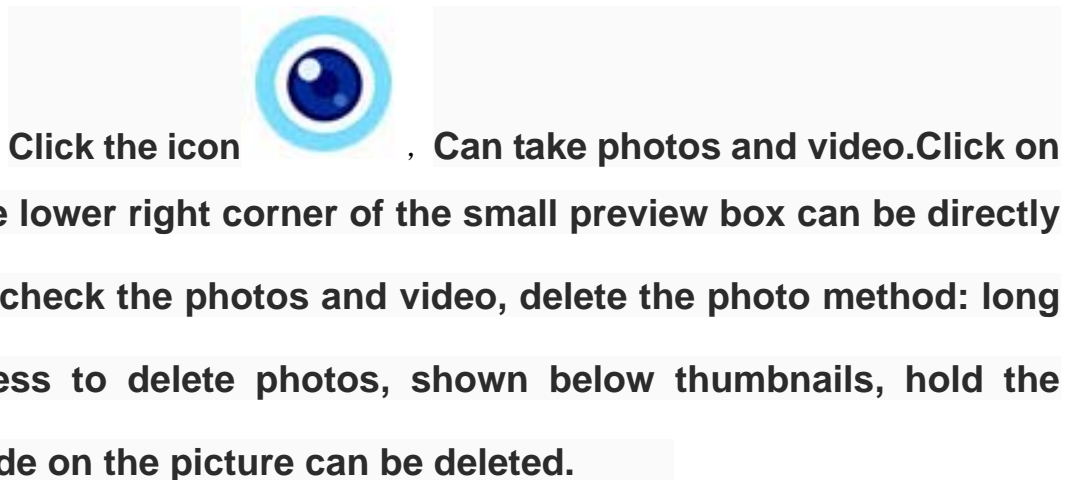 Click the icon , Can take photos and video.Click on
lower right corner of the small preview box can be directly
check the photos and video, delete the photo method: long
to delete photos, shown below thumbnails, hold the
on the picture can be deleted.